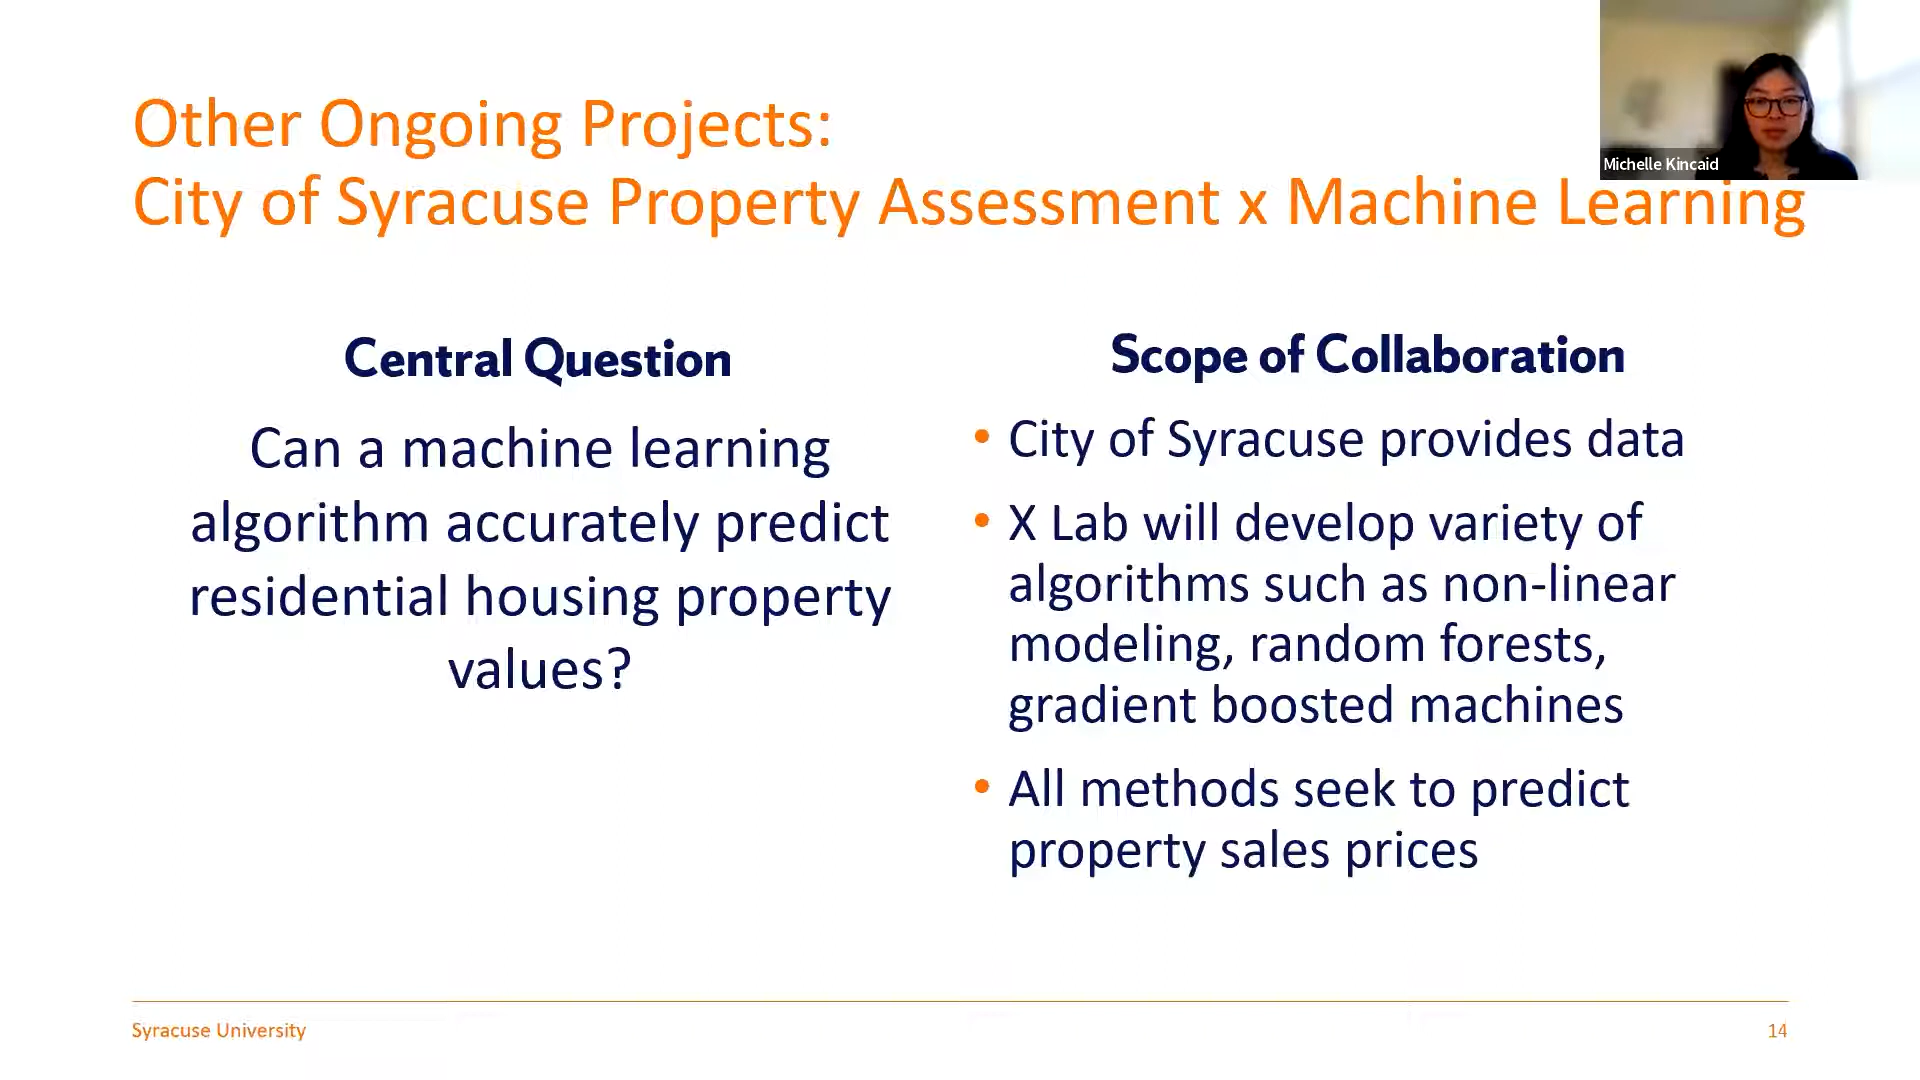 Other Ongoing Projects:
City of Syracuse Property Assessment x Machine Learning
Michelle Kincaid
Central Question
Can a machine learning
algorithm accurately predict
residential housing property
values?
Scope of Collaboration
• City of Syracuse provides data
• X Lab will develop variety of
algorithms such as non-linear
modeling, random forests,
gradient boosted machines
• All methods seek to predict
property sales prices
Syracuse University
14